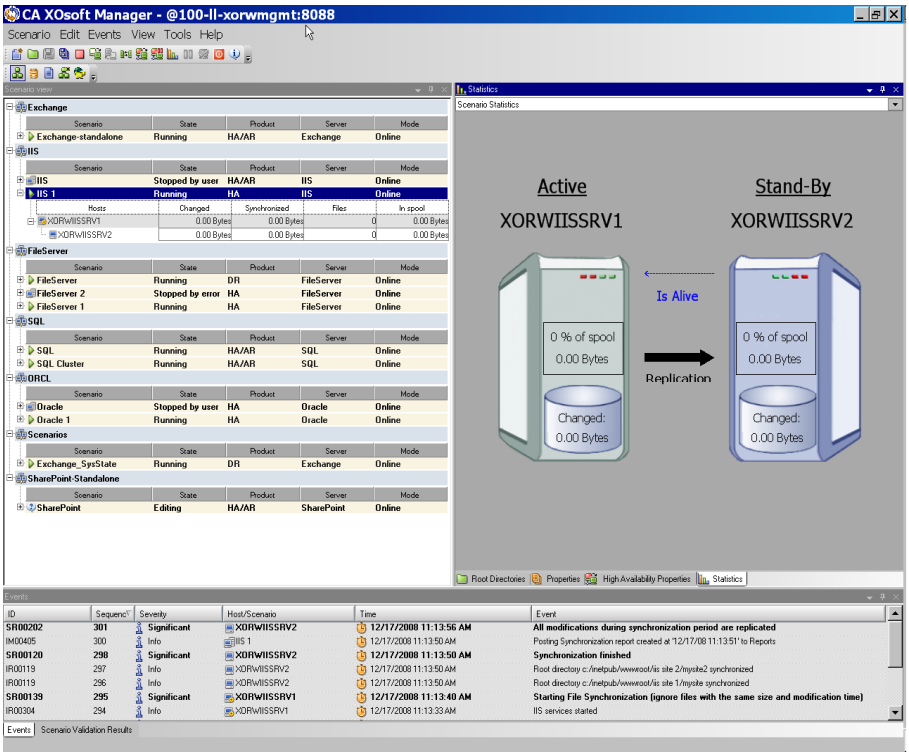 CA XOsoft Manager - @100-ll-xorwmgmt:8088
Scenario Edit Events View Tools Help
Scenario view
Exchange
Scenario State Product Server Mode
Exchange-standalone Running HA/AR Exchange Online
IIS
Scenario State Product Server Mode
IIS Stopped by user HA/AR IIS Online
IIS 1 Running HA IIS Online
Hosts Changed Synchronized Files In spool
XORWIISSRV1 0.00 Bytes 0.00 Bytes 0 0.00 Bytes
XORWIISSRV2 0.00 Bytes 0.00 Bytes 0 0.00 Bytes
FileServer
Scenario State Product Server Mode
FileServer Running DR FileServer Online
FileServer 2 Stopped by error HA FileServer Online
FileServer 1 Running HA FileServer Online
SQL
Scenario State Product Server Mode
SQL Running HA/AR SQL Online
SQL Cluster Running HA/AR SQL Online
ORCL
Scenario State Product Server Mode
Oracle Stopped by user HA Oracle Online
Oracle 1 Running HA Oracle Online
Scenarios
Scenario State Product Server Mode
Exchange_SysState Running DR Exchange Online
SharePoint-Standalone
Scenario State Product Server Mode
SharePoint Editing HA/AR SharePoint Online
Statistics
Scenario Statistics
Active Stand-By
XORWIISSRV1 XORWIISSRV2
Is Alive
0 % of spool 0 % of spool
0.00 Bytes 0.00 Bytes
Replication
Changed: Changed:
0.00 Bytes 0.00 Bytes
Root Directories Properties High Availability Properties Statistics
Events
ID Sequenc Severity Host/Scenario Time Event
SR00202 301 Significant XORWIISSRV2 12/17/2008 11:13:56 AM All modifications during synchronization period are replicated
IM00405 300 Info IIS 1 12/17/2008 11:13:50 AM Posting Synchronization report created at '12/17/08 11:13:51' to Reports
SR00120 298 Significant XORWIISSRV2 12/17/2008 11:13:50 AM Synchronization finished
IR00119 297 Info XORWIISSRV2 12/17/2008 11:13:50 AM Root directory c:/inetpub/wwwroot/iis site 2/mysite2 synchronized
IR00119 296 Info XORWIISSRV2 12/17/2008 11:13:50 AM Root directory c:/inetpub/wwwroot/iis site 2/mysite synchronized
SR00139 295 Significant XORWIISSRV1 12/17/2008 11:13:40 AM Starting File Synchronization (ignore files with the same size and modification time)
IR00304 294 Info XORWIISSRV1 12/17/2008 11:13:33 AM IIS services started
Events Scenario Validation Results